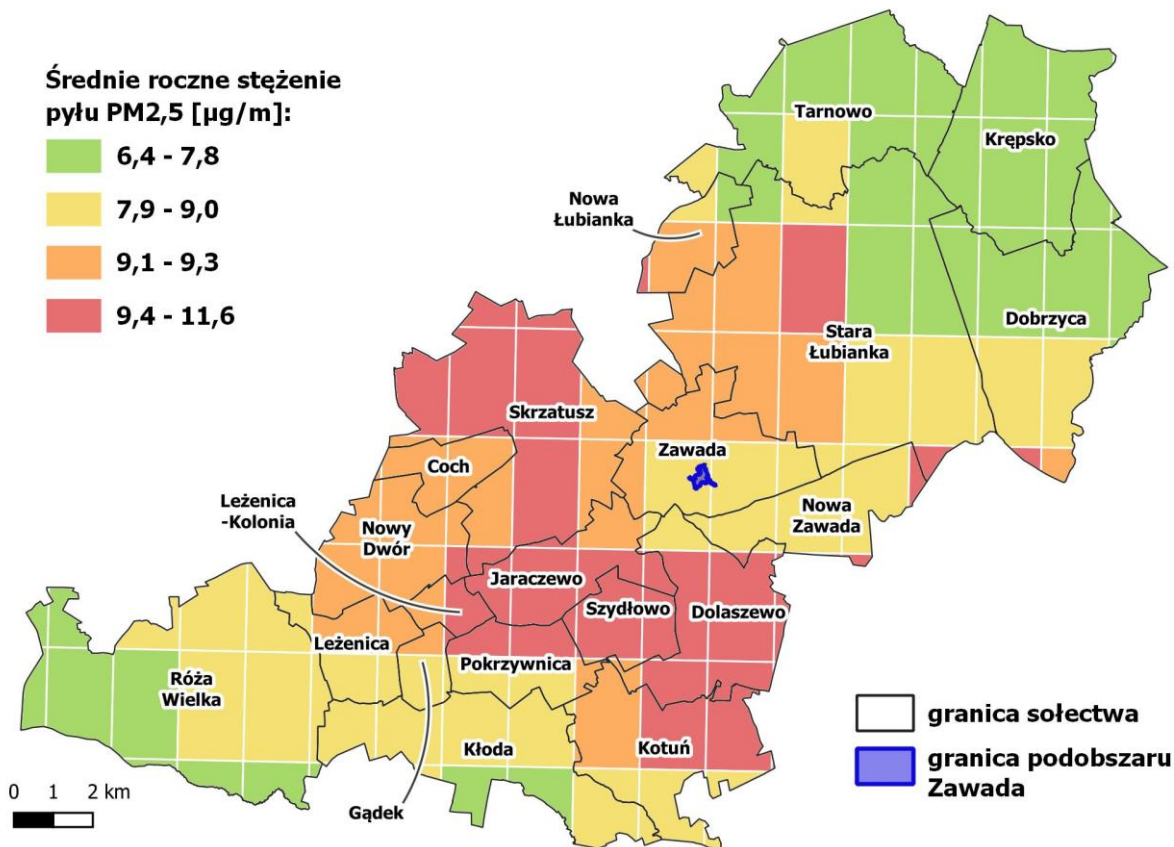 Średnie roczne stężenie
pyłu PM2,5 [µg/m]:
6,4 - 7,8
7,9 - 9,0
9,1 - 9,3
9,4 - 11,6
Tarnowo
Krępsko
Nowa
Łubianka
Dobrzyca
Stara
Łubianka
Skrzatusz
Zawada
Coch
Leżenica
-Kolonia
Nowy
Dwór
Nowa
Zawada
Jaraczewo
Szydłowo
Dolaszewo
Leżenica
Pokrzywnica
Róża
Wielka
Kłoda
Kotuń
Gądek
granica sołectwa
granica podobszaru
Zawada
0 1 2 km